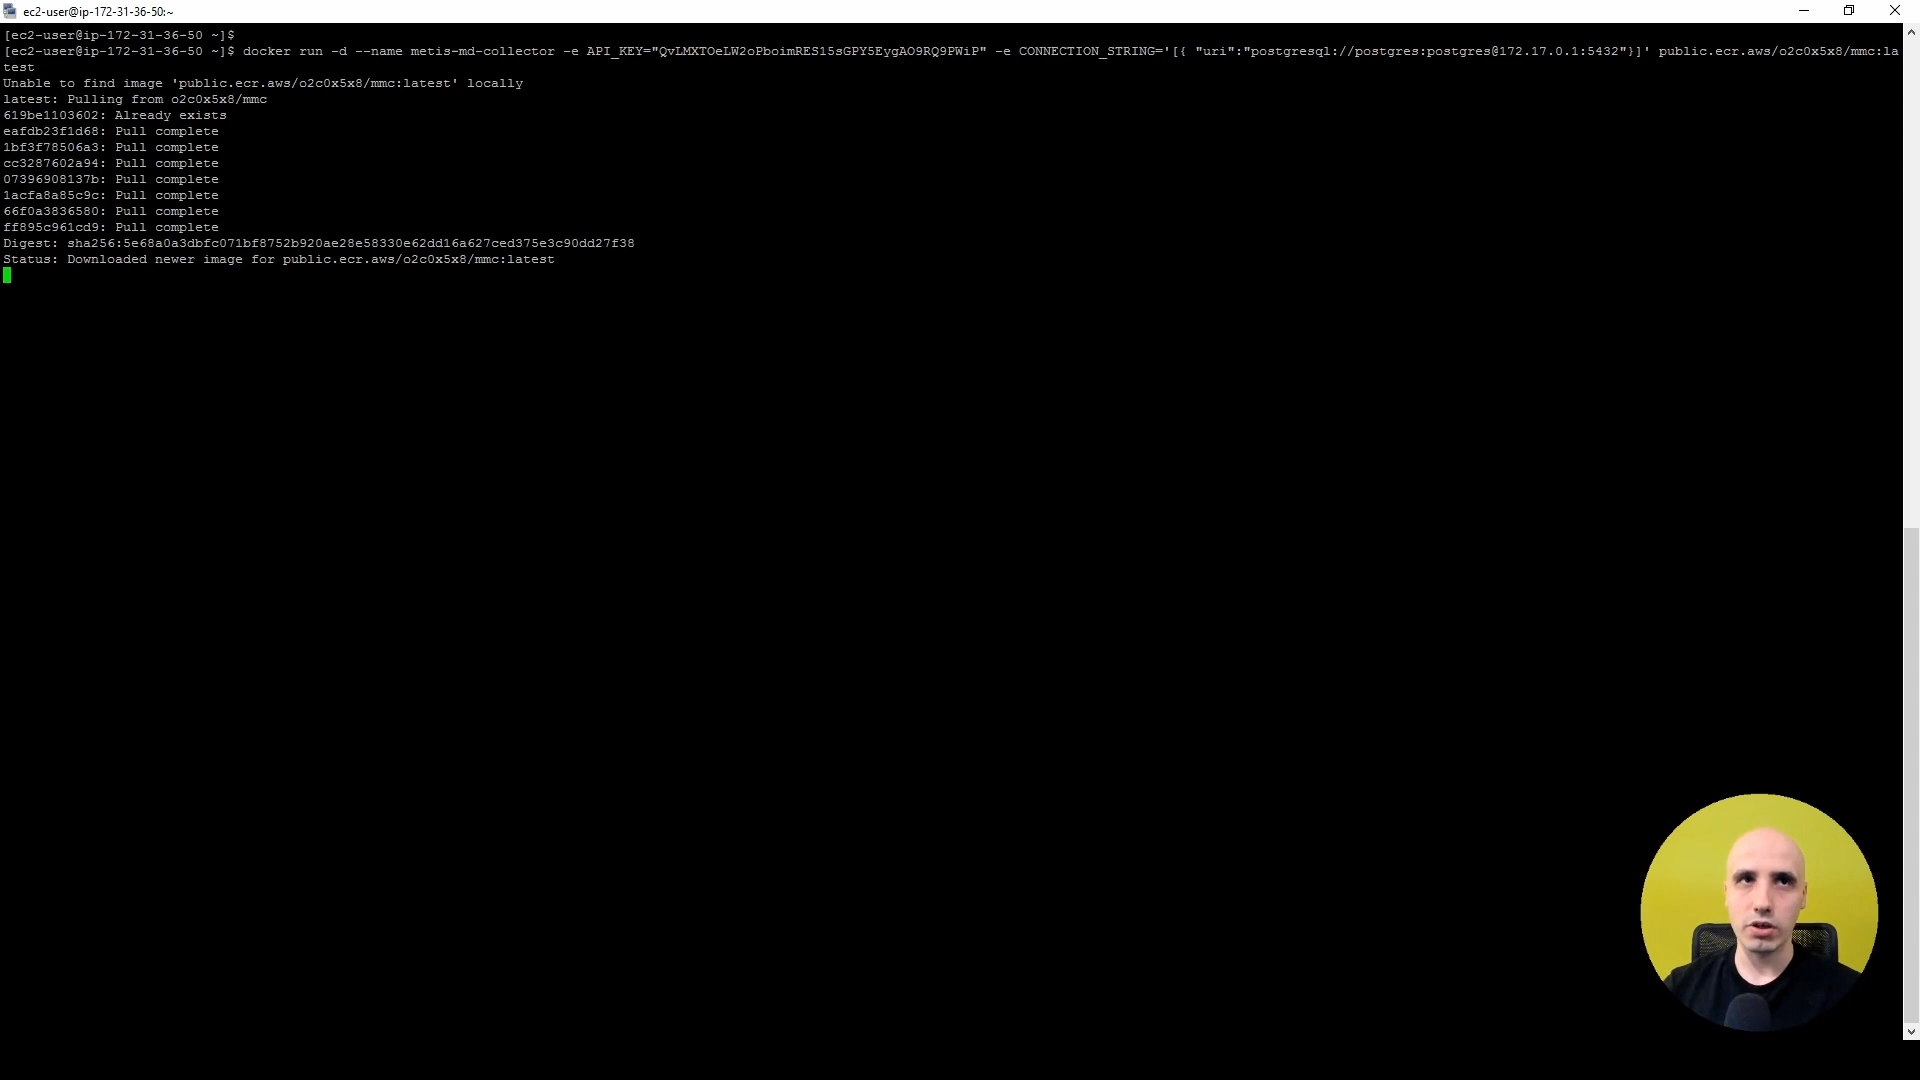 ec2-user@ip-172-31-36-50:~
[ec2-user@ip-172-31-36-50 ~]$
[ec2-user@ip-172-31-36-50 ~]$ docker run -d --name metis-md-collector -e API_KEY="QvLMXTOeLW2oPboimRES15sGPY5EygAO9RQ9PWiP" -e CONNECTION_STRING='[{ "uri":"postgresql://postgres:postgres@172.17.0.1:5432"}]' public.ecr.aws/o2c0x5x8/mmc:la
test
Unable to find image 'public.ecr.aws/o2c0x5x8/mmc:latest' locally
latest: Pulling from o2c0x5x8/mmc
619be1103602: Already exists
eafdb23f1d68: Pull complete
1bf3f78506a3: Pull complete
cc3287602a94: Pull complete
07396908137b: Pull complete
1acfa8a85c9c: Pull complete
66f0a3836580: Pull complete
ff895c961cd9: Pull complete
Digest: sha256:5e68a0a3dbfc071bf8752b920ae28e58330e62dd16a627ced375e3c90dd27f38
Status: Downloaded newer image for public.ecr.aws/o2c0x5x8/mmc:latest